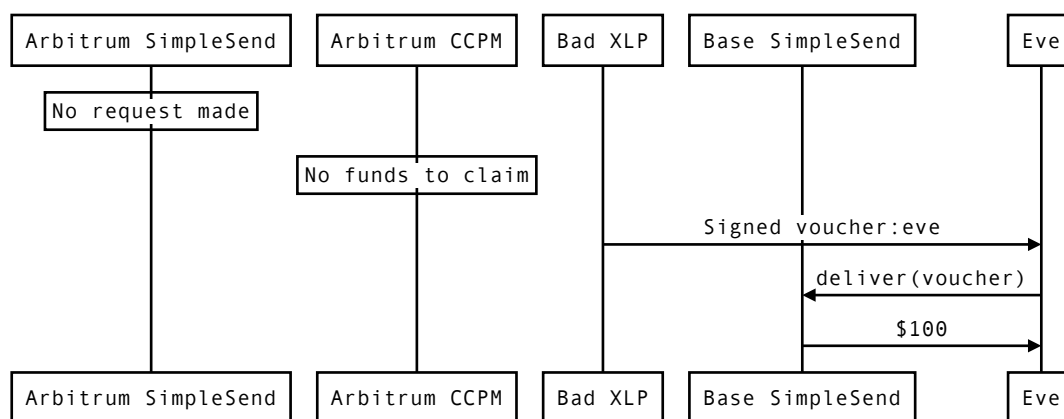 Arbitrum SimpleSend
Arbitrum CCPM
Bad XLP
Base SimpleSend
Eve
No request made
No funds to claim
Signed voucher:eve
deliver(voucher)
$100
Arbitrum SimpleSend
Arbitrum CCPM
Bad XLP
Base SimpleSend
Eve